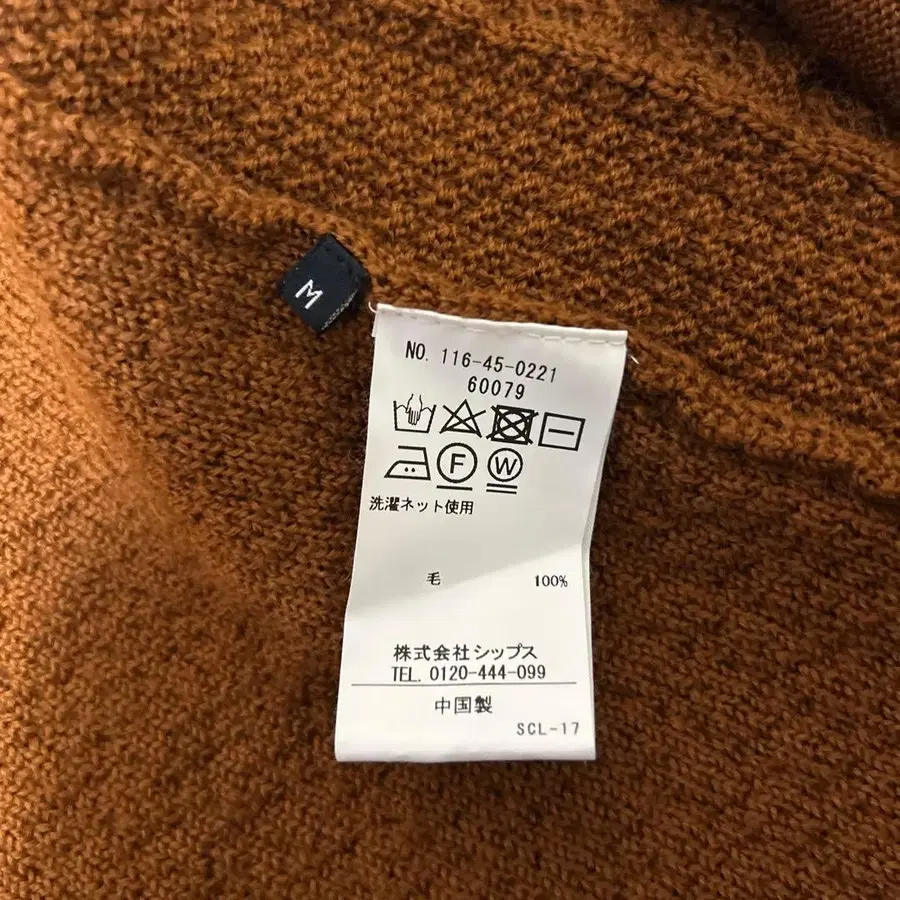 M
NO. 116-45-0221
60079
F W
洗濯ネット使用
毛 100%
株式会社シップス
TEL. 0120-444-099
中国製
SCL-17